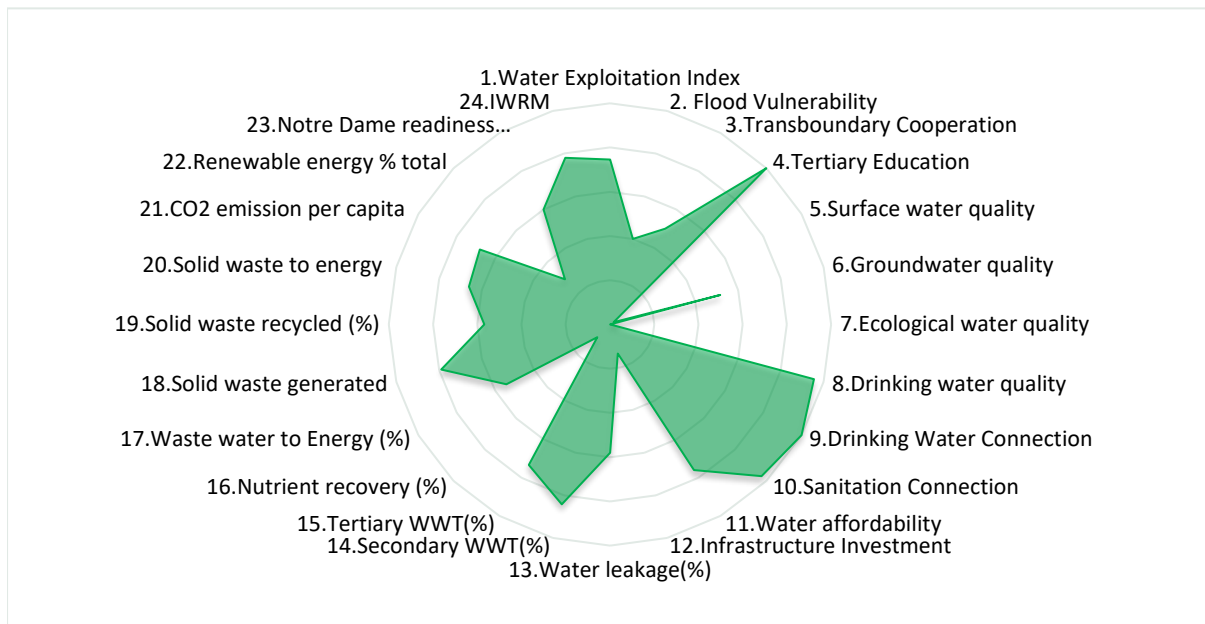 1.Water Exploitation Index
2. Flood Vulnerability
3.Transboundary Cooperation
4.Tertiary Education
5.Surface water quality
6.Groundwater quality
7.Ecological water quality
8.Drinking water quality
9.Drinking Water Connection
10.Sanitation Connection
11.Water affordability
12.Infrastructure Investment
13.Water leakage(%)
14.Secondary WWT(%)
15.Tertiary WWT(%)
16.Nutrient recovery (%)
17.Waste water to Energy (%)
18.Solid waste generated
19.Solid waste recycled (%)
20.Solid waste to energy
21.CO2 emission per capita
22.Renewable energy % total
23.Notre Dame readiness...
24.IWRM